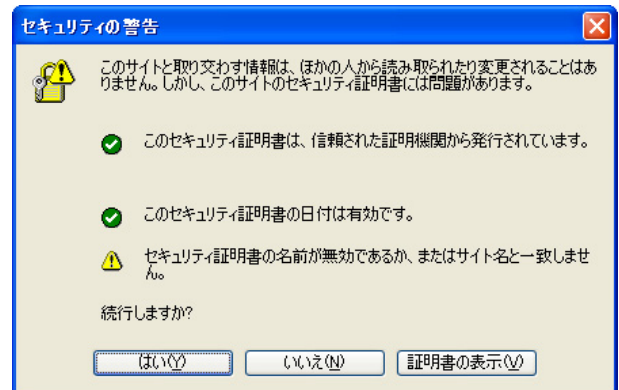 セキュリティの警告
このサイトと取り交わす情報は、ほかの人から読み取られたり変更されることはあ
りません。しかし、このサイトのセキュリティ証明書には問題があります。
このセキュリティ証明書は、信頼された証明機関から発行されています。
このセキュリティ証明書の日付は有効です。
セキュリティ証明書の名前が無効であるか、またはサイト名と一致しませ
ん。
続行しますか?
はい(Y)
いいえ(N)
証明書の表示(V)